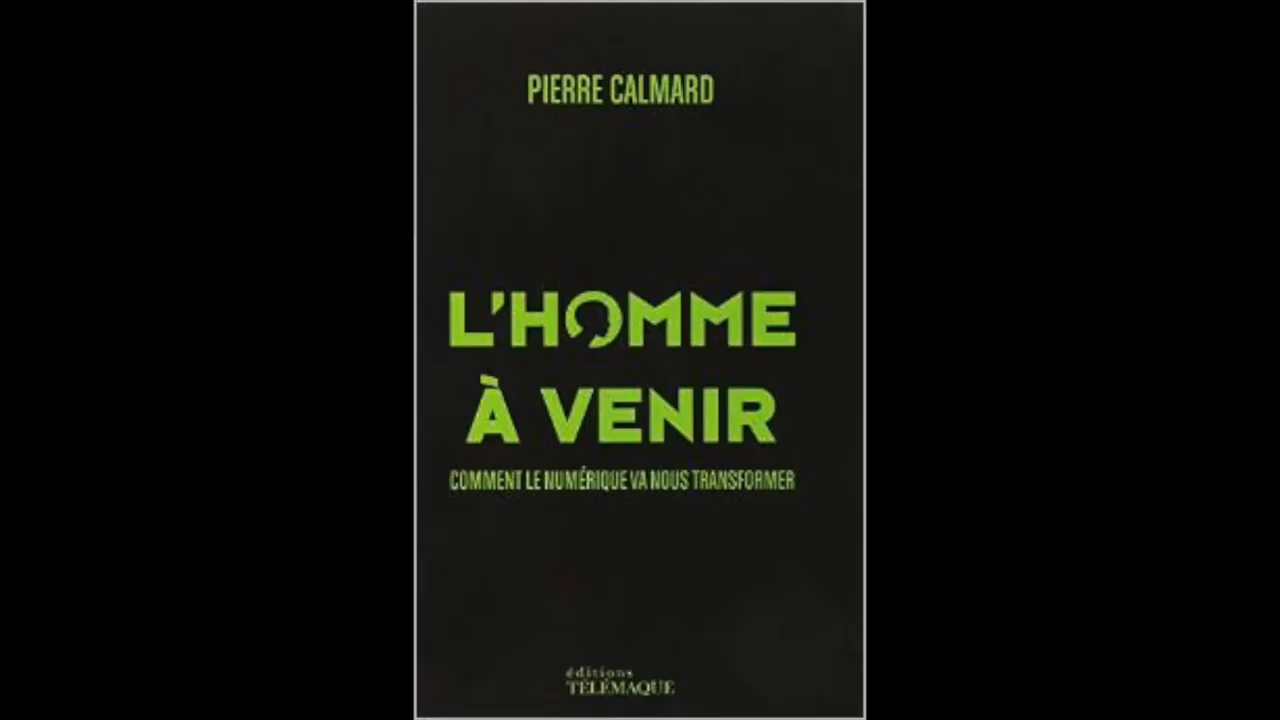 PIERRE CALMARD
L'HOMME
À VENIR
COMMENT LE NUMÉRIQUE VA NOUS TRANSFORMER
éditions
TÉLÉMAQUE